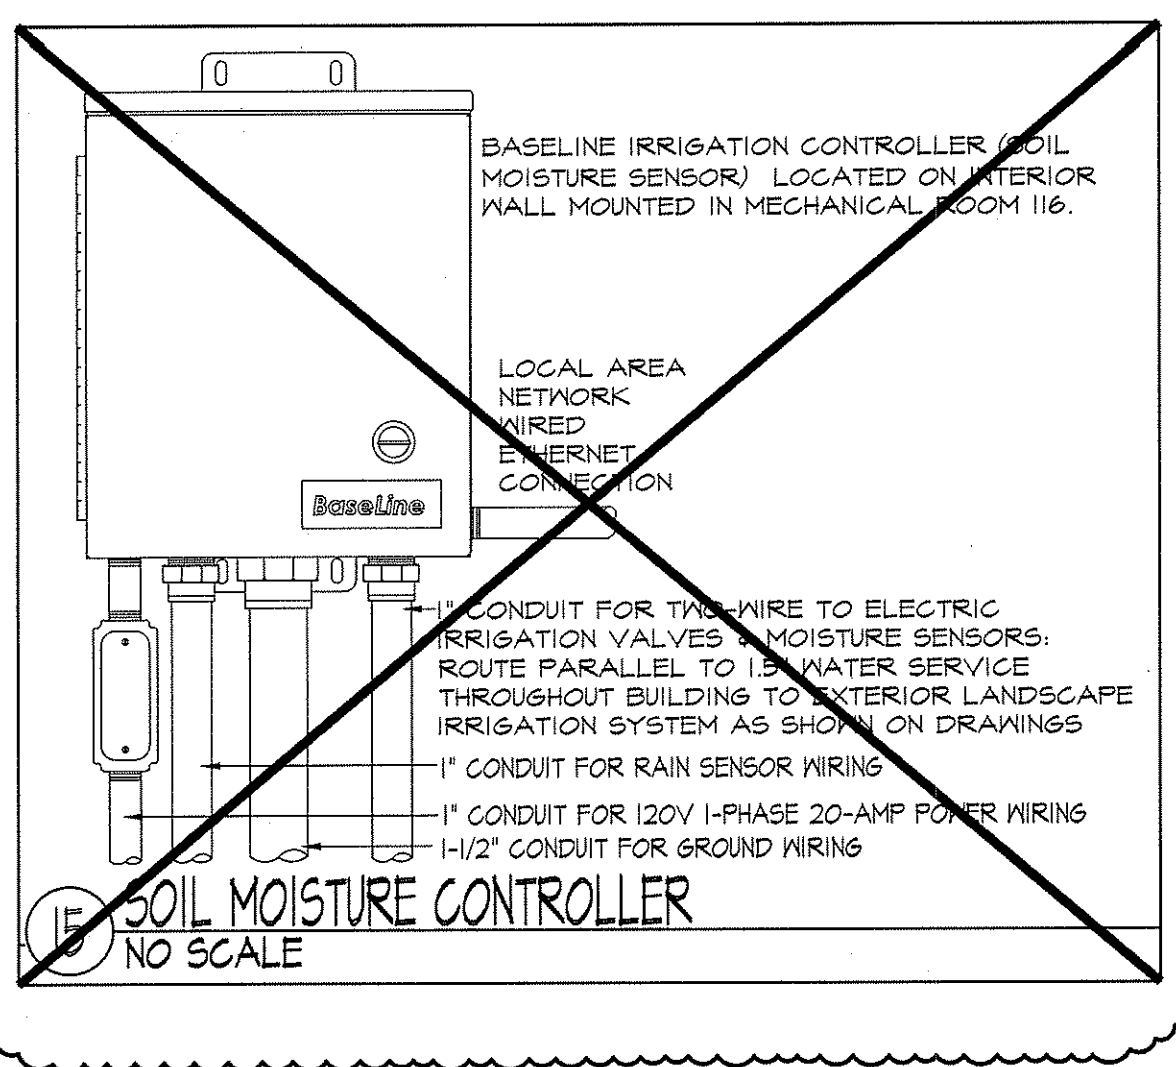 BASELINE IRRIGATION CONTROLLER (SOIL
MOISTURE SENSOR) LOCATED ON INTERIOR
WALL MOUNTED IN MECHANICAL ROOM 116.
LOCAL AREA
NETWORK
WIRED
ETHERNET
CONNECTION
BaseLine
1" CONDUIT FOR TWO-WIRE TO ELECTRIC
IRRIGATION VALVES & MOISTURE SENSORS:
ROUTE PARALLEL TO 1.5" WATER SERVICE
THROUGHOUT BUILDING TO EXTERIOR LANDSCAPE
IRRIGATION SYSTEM AS SHOWN ON DRAWINGS
1" CONDUIT FOR RAIN SENSOR WIRING
1" CONDUIT FOR 120V 1-PHASE 20-AMP POWER WIRING
1-1/2" CONDUIT FOR GROUND WIRING
15 SOIL MOISTURE CONTROLLER
NO SCALE